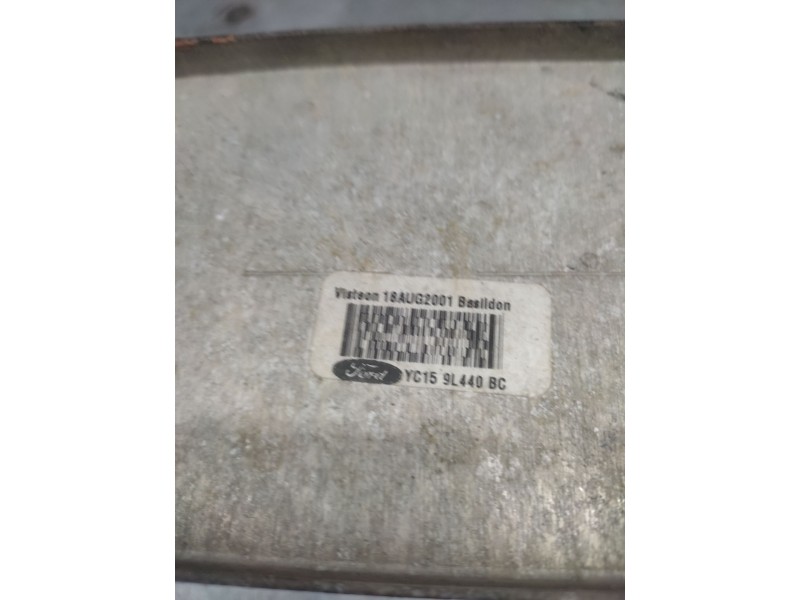 Visteon 18AUG2001 Basildon
Ford YC15 9L440 BC